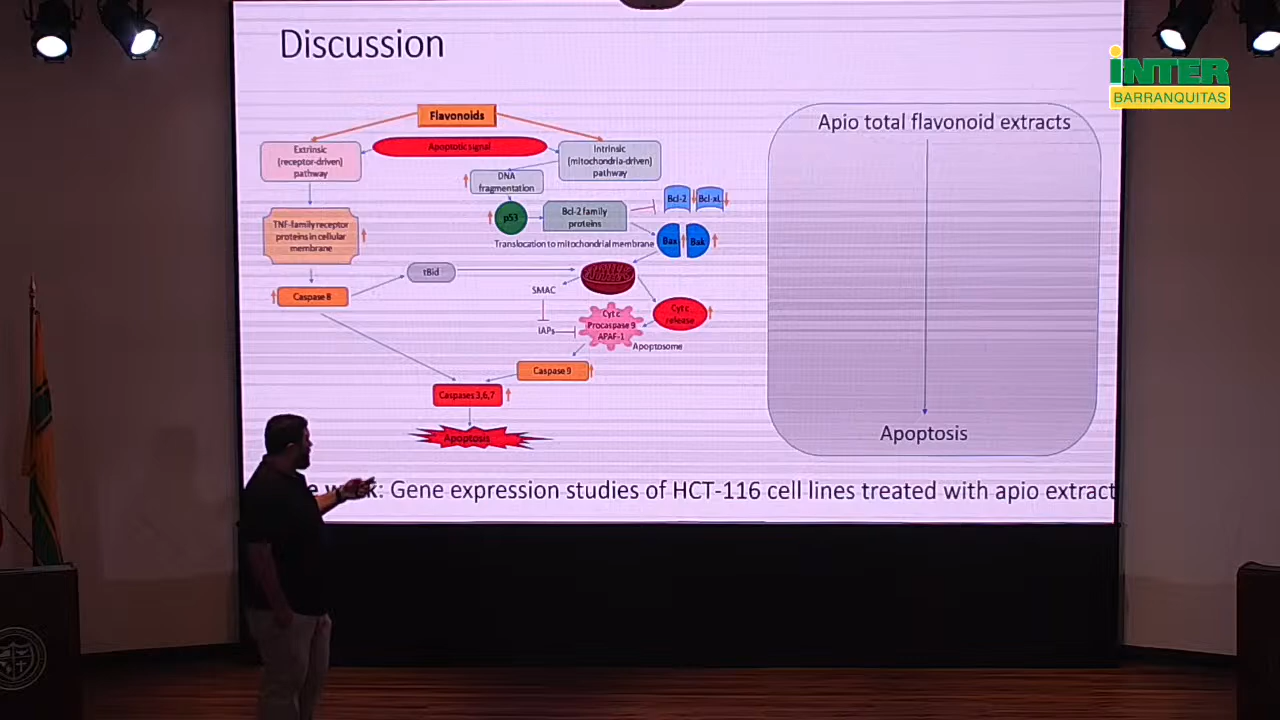 Discussion
iNTER
BARRANQUITAS
Flavonoids
Apoptotic signal
Extrinsic
(receptor-driven)
pathway
Intrinsic
(mitochondria-driven)
pathway
DNA
fragmentation
p53
Bcl-2 family
proteins
Bcl-2
Bcl-xL
Bax
Bak
Translocation to mitochondrial membrane
TNF-family receptor
proteins in cellular
membrane
Caspase 8
tBid
SMAC
IAPs
Cyt c
release
Cyt c
Procaspase 9
APAF-1
Apoptosome
Caspase 9
Caspases 3,6,7
Apoptosis
Apio total flavonoid extracts
Apoptosis
: Gene expression studies of HCT-116 cell lines treated with apio extract